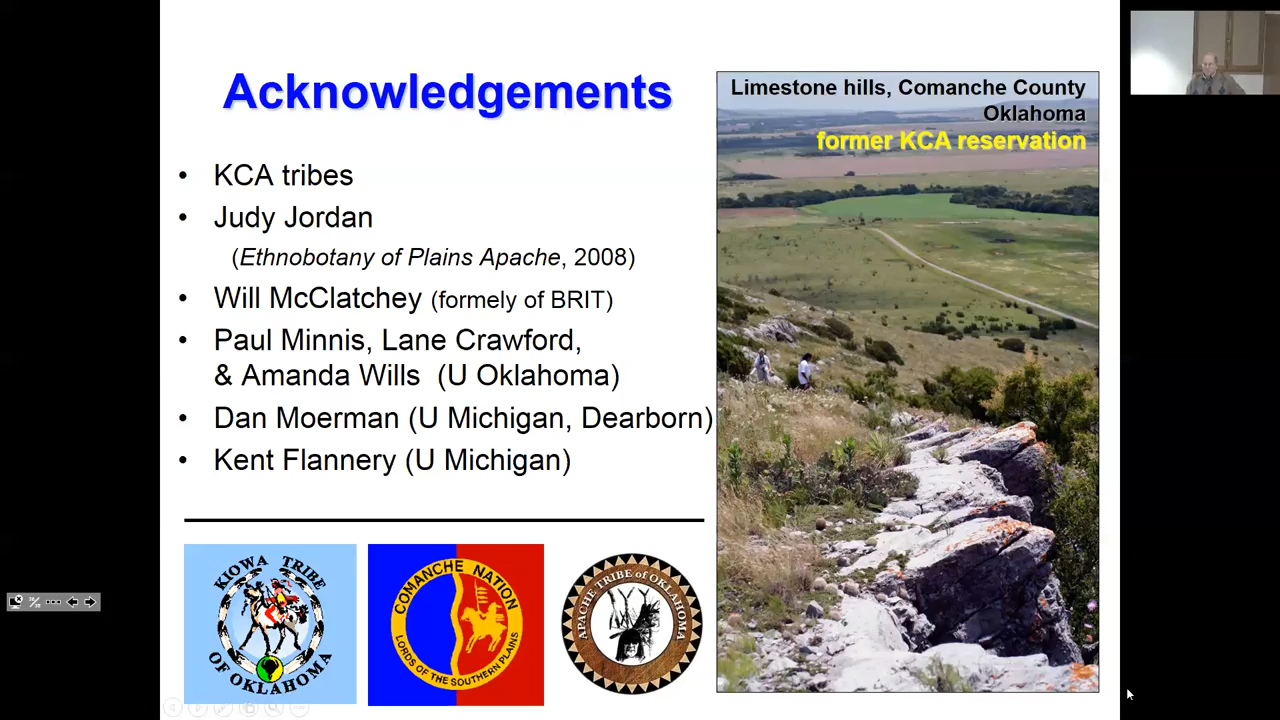 Acknowledgements
• KCA tribes
• Judy Jordan
(Ethnobotany of Plains Apache, 2008)
• Will McClatchey (formely of BRIT)
• Paul Minnis, Lane Crawford,
& Amanda Wills (U Oklahoma)
• Dan Moerman (U Michigan, Dearborn)
• Kent Flannery (U Michigan)
Limestone hills, Comanche County
Oklahoma
former KCA reservation
KIOWA TRIBE
OF OKLAHOMA
COMANCHE NATION
LORDS OF THE SOUTHERN PLAINS
APACHE TRIBE of OKLAHOMA